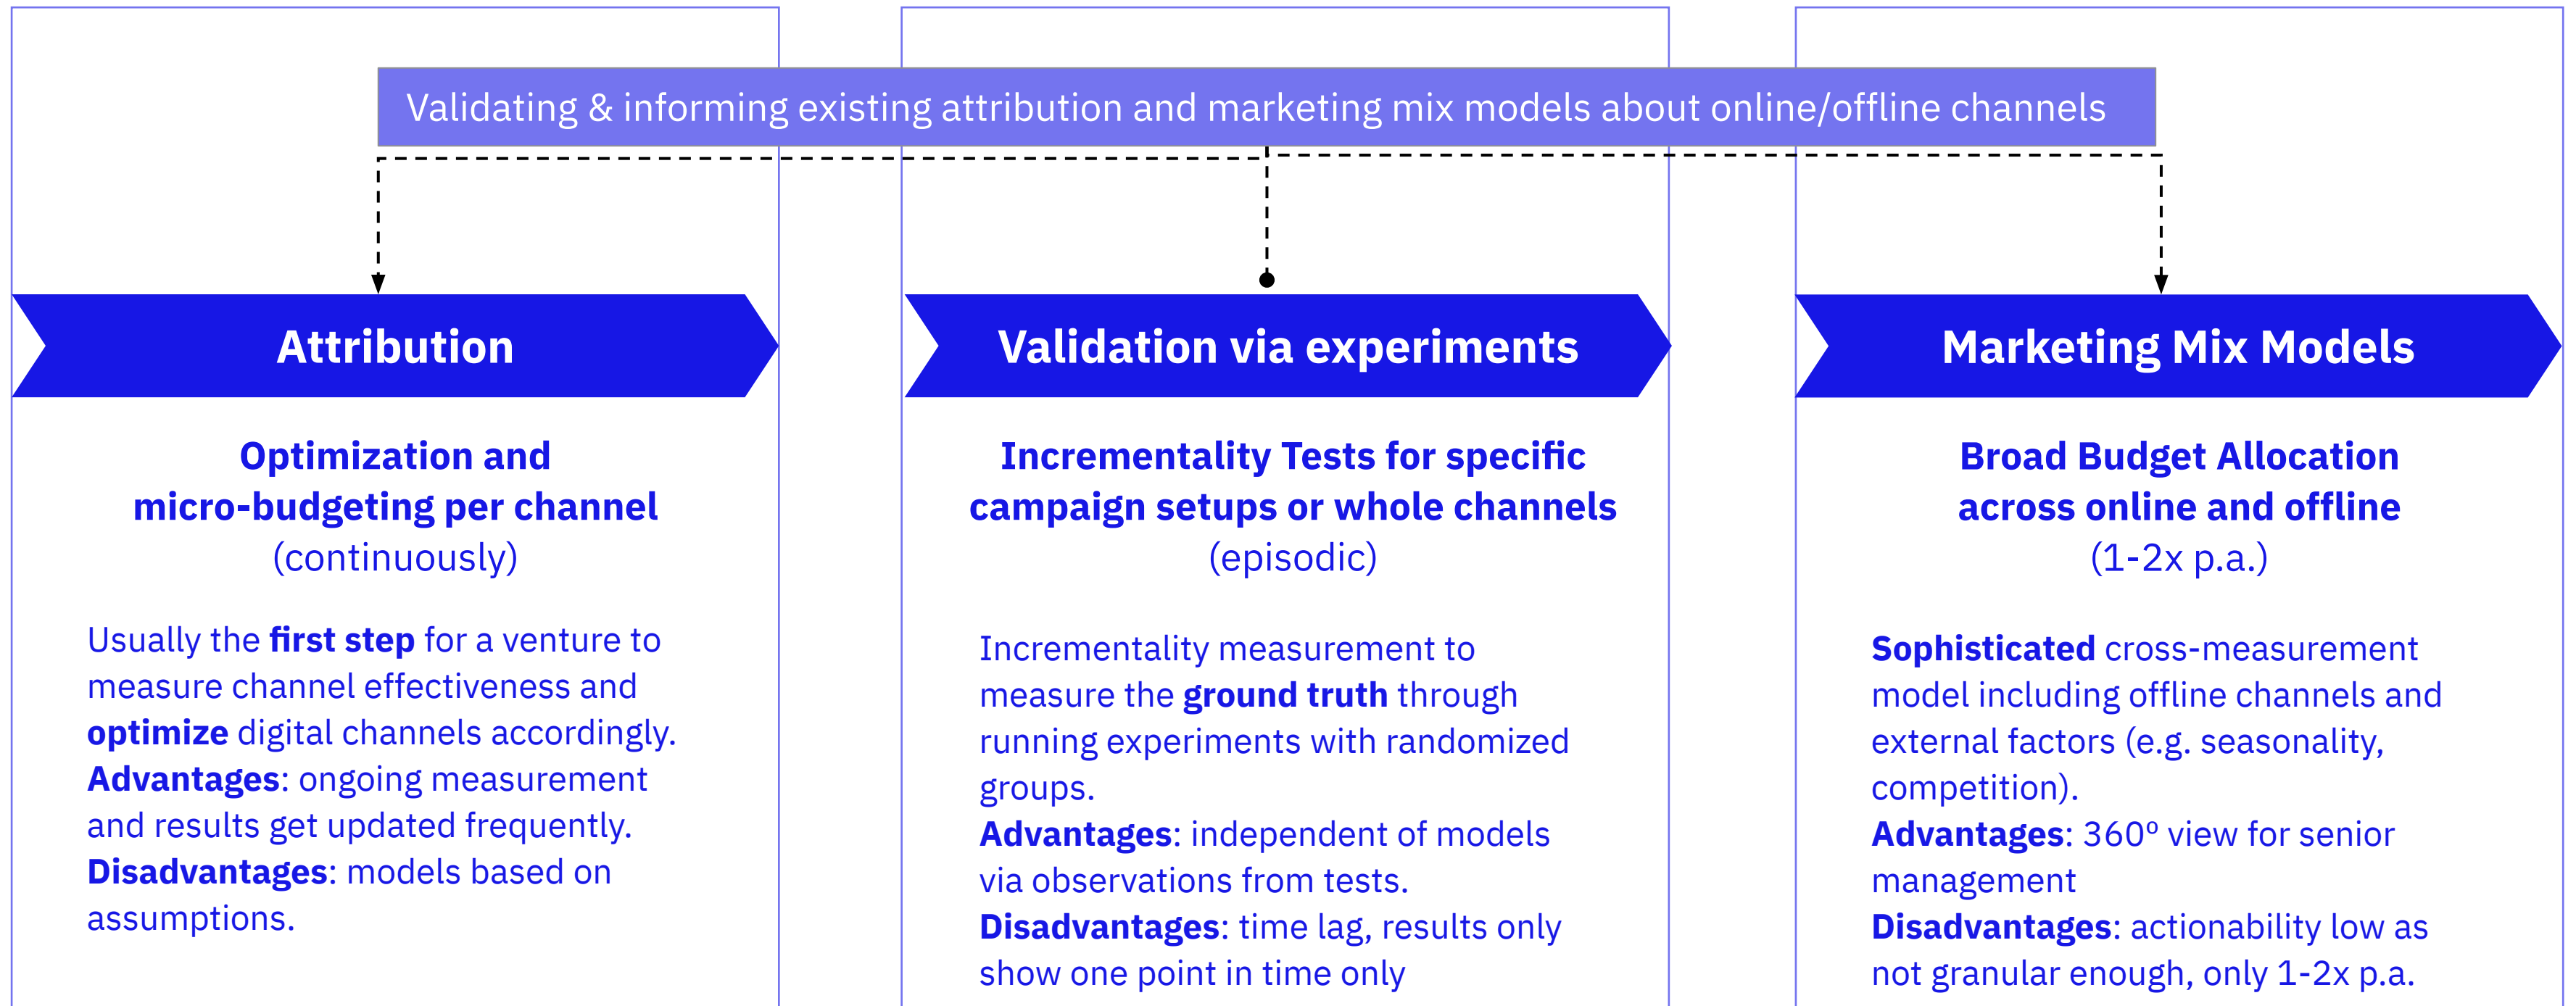 Validating & informing existing attribution and marketing mix models about online/offline channels
Attribution
Optimization and
micro-budgeting per channel
(continuously)
Usually the first step for a venture to
measure channel effectiveness and
optimize digital channels accordingly.
Advantages: ongoing measurement
and results get updated frequently.
Disadvantages: models based on
assumptions.
Validation via experiments
Incrementality Tests for specific
campaign setups or whole channels
(episodic)
Incrementality measurement to
measure the ground truth through
running experiments with randomized
groups.
Advantages: independent of models
via observations from tests.
Disadvantages: time lag, results only
show one point in time only
Marketing Mix Models
Broad Budget Allocation
across online and offline
(1-2x p.a.)
Sophisticated cross-measurement
model including offline channels and
external factors (e.g. seasonality,
competition).
Advantages: 360º view for senior
management
Disadvantages: actionability low as
not granular enough, only 1-2x p.a.